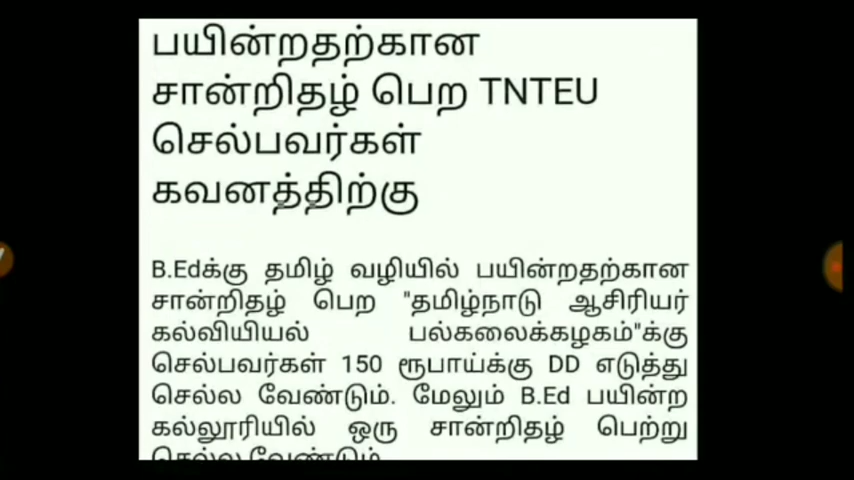 பயின்றதற்கான
சான்றிதழ் பெற TNTEU
செல்பவர்கள்
கவனத்திற்கு
B.Edக்கு தமிழ் வழியில் பயின்றதற்கான
சான்றிதழ் பெற "தமிழ்நாடு ஆசிரியர்
கல்வியியல் பல்கலைக்கழகம்"க்கு
செல்பவர்கள் 150 ரூபாய்க்கு DD எடுத்து
செல்ல வேண்டும். மேலும் B.Ed பயின்ற
கல்லூரியில் ஒரு சான்றிதழ் பெற்று
செல்ல வேண்டும்